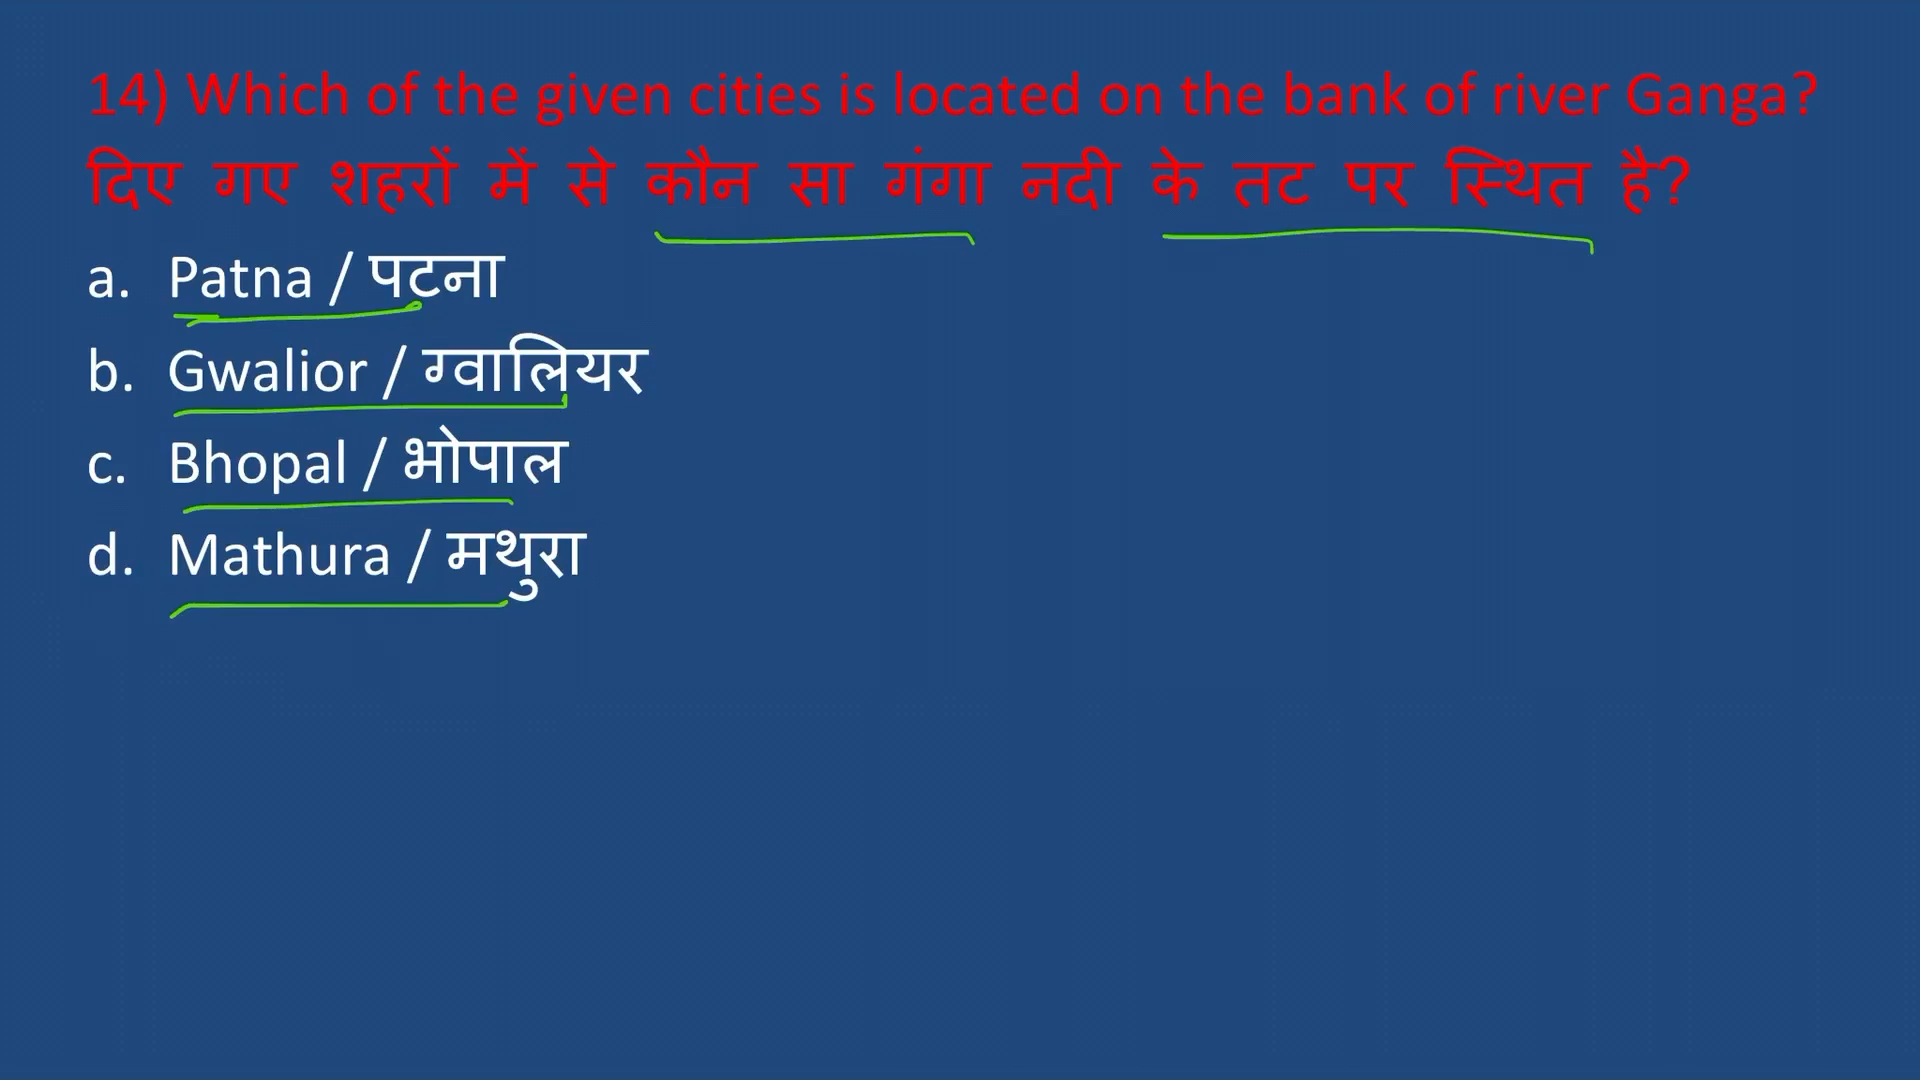 14) Which of the given cities is located on the bank of river Ganga?
दिए गए शहरों में से कौन सा गंगा नदी के तट पर स्थित है?
a. Patna / पटना
b. Gwalior / ग्वालियर
c. Bhopal / भोपाल
d. Mathura / मथुरा